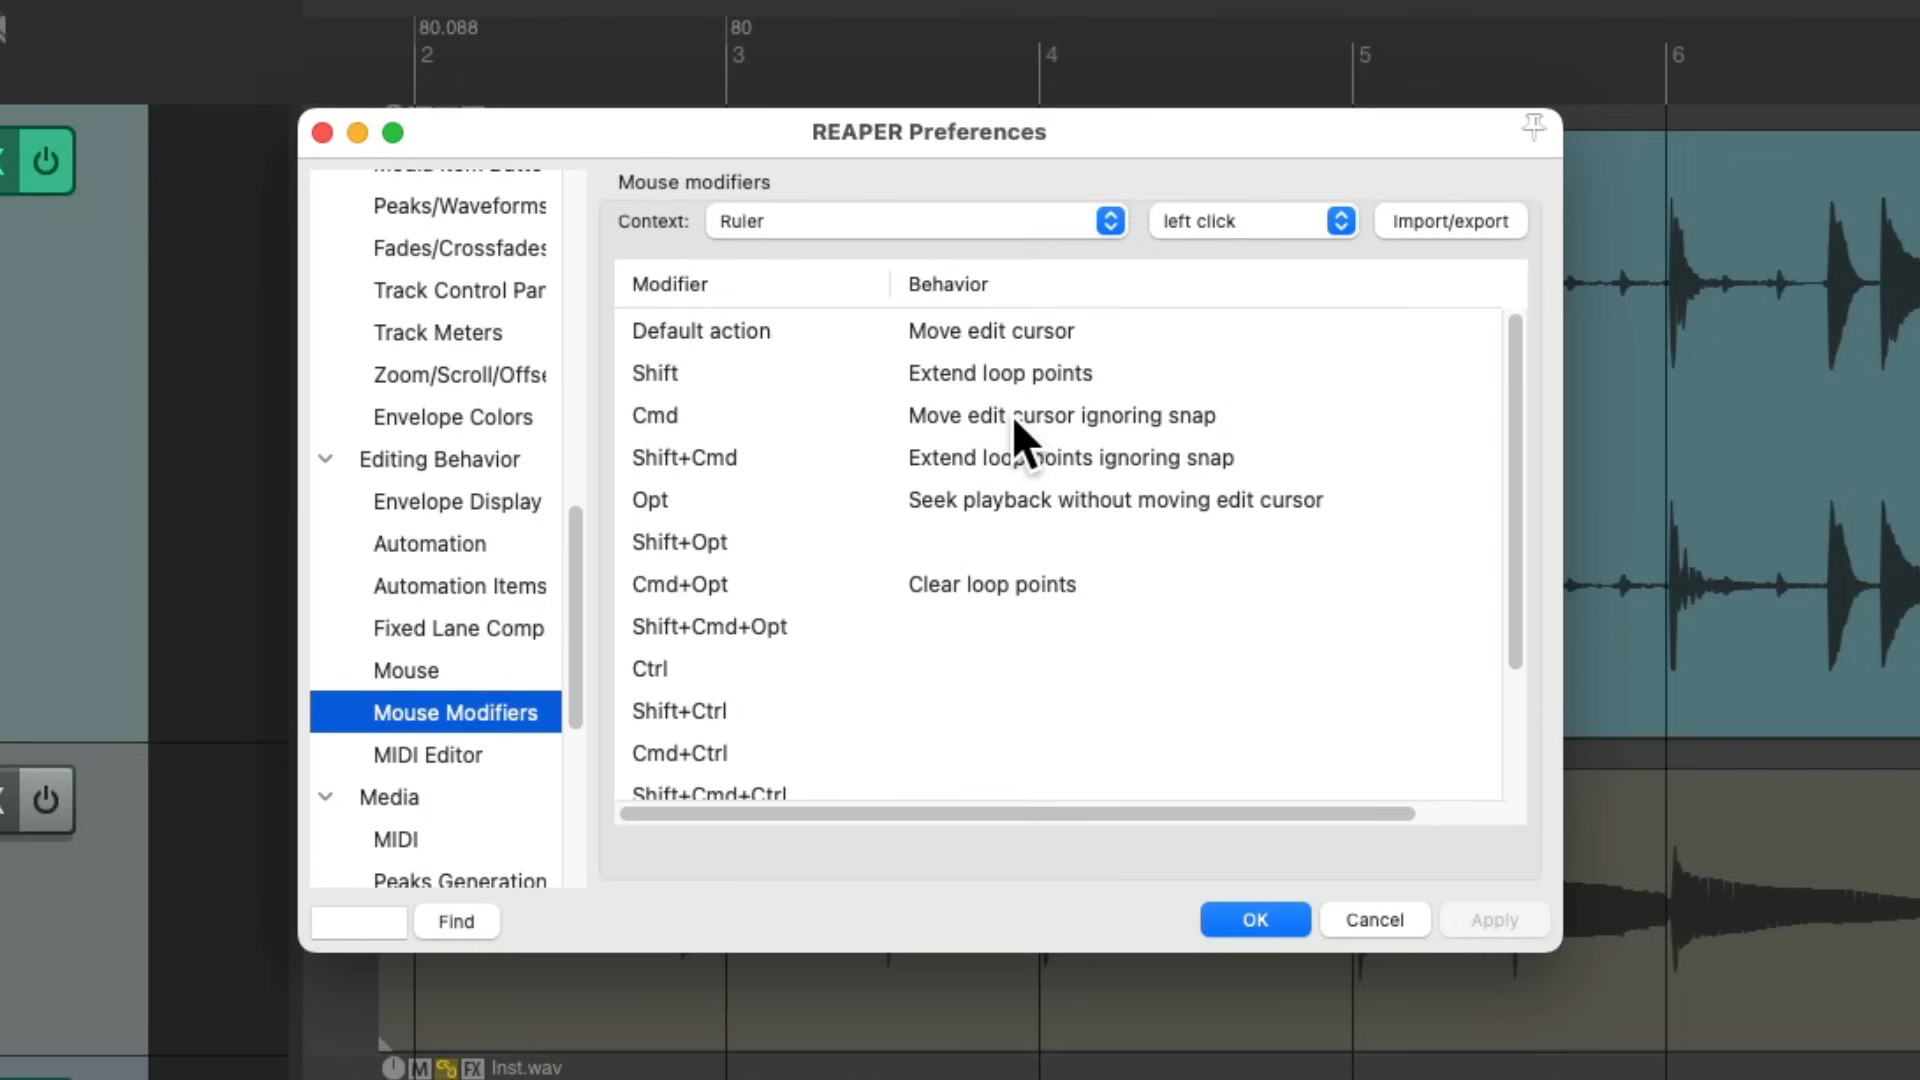 80.088
80
2
3
4
5
6
REAPER Preferences
Peaks/Waveforms
Fades/Crossfades
Track Control Par
Track Meters
Zoom/Scroll/Offse
Envelope Colors
Editing Behavior
Envelope Display
Automation
Automation Items
Fixed Lane Comp
Mouse
Mouse Modifiers
MIDI Editor
Media
MIDI
Peaks Generation
Find
Mouse modifiers
Context: Ruler left click Import/export
Modifier Behavior
Default action Move edit cursor
Shift Extend loop points
Cmd Move edit cursor ignoring snap
Shift+Cmd Extend loop points ignoring snap
Opt Seek playback without moving edit cursor
Shift+Opt
Cmd+Opt Clear loop points
Shift+Cmd+Opt
Ctrl
Shift+Ctrl
Cmd+Ctrl
Shift+Cmd+Ctrl
OK Cancel Apply
M FX Inst.wav